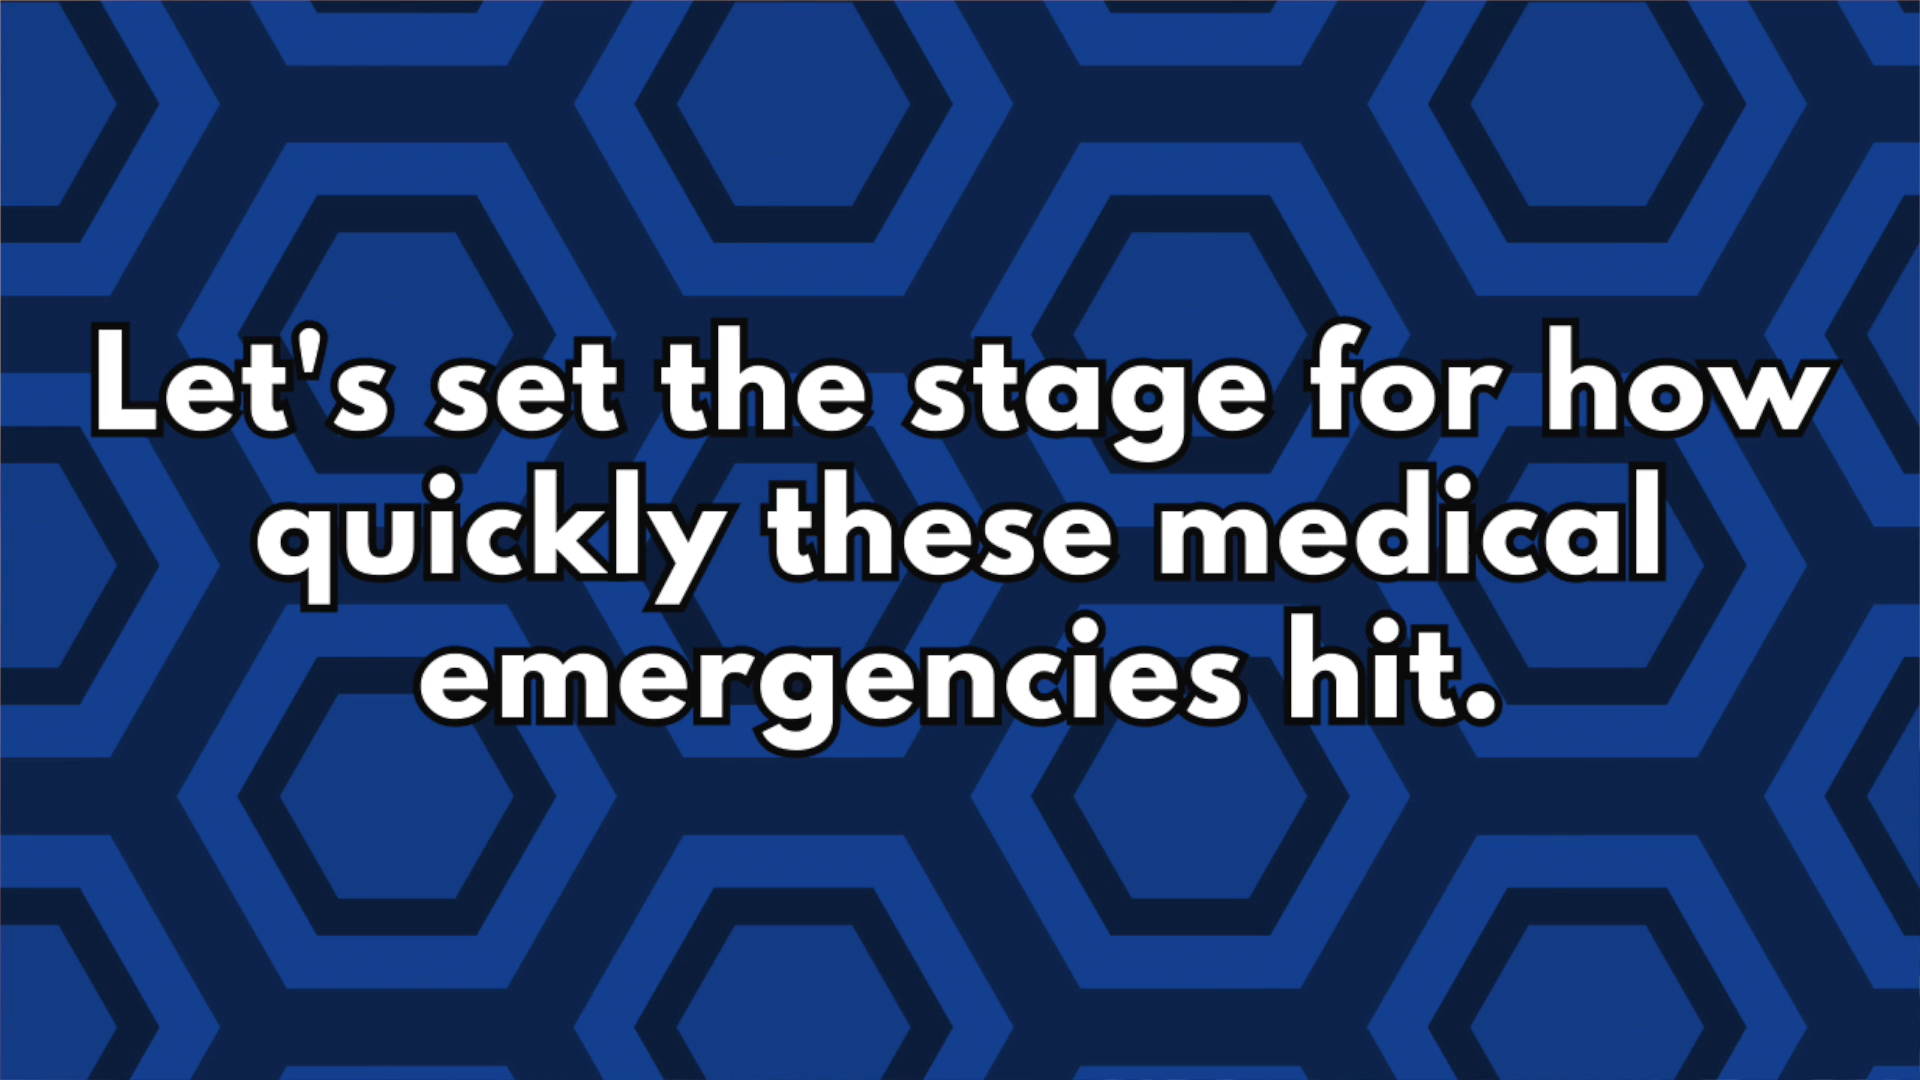 Let's set the stage for how
quickly these medical
emergencies hit.